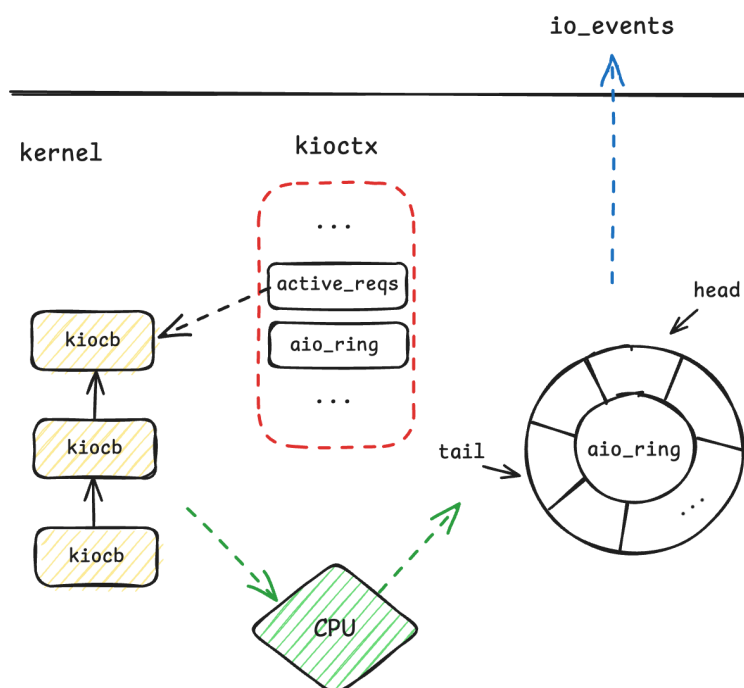 io_events
kernel
kioctx
...
active_reqs
head
kiocb
aio_ring
...
kiocb
tail
aio_ring
...
kiocb
CPU